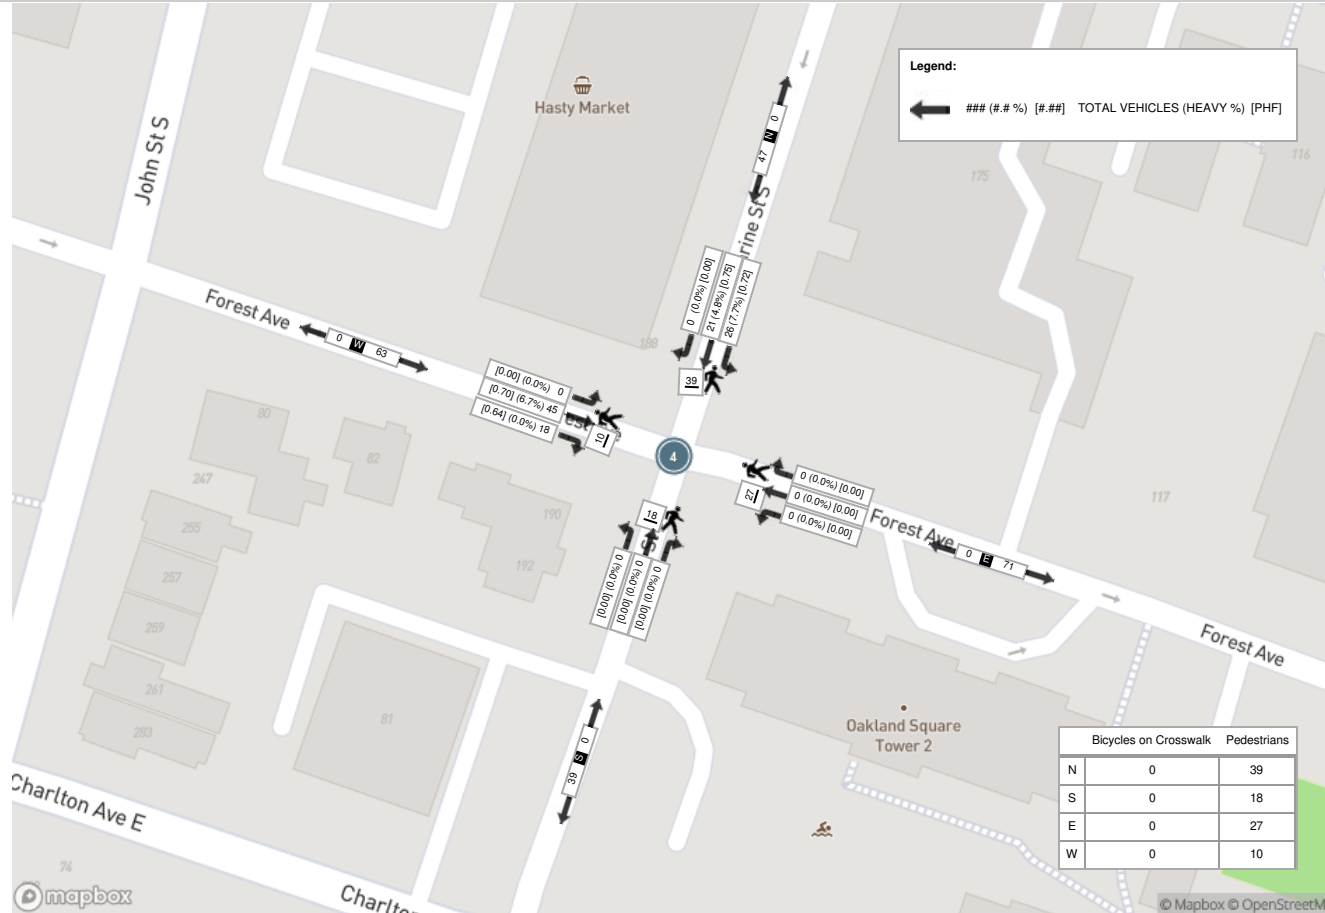 Legend:
### (#.# %) [#.##] TOTAL VEHICLES (HEAVY %) [PHF]
John St S
Hasty Market
47 N 0
rine St S
175
116
0 (0.0%) [0.00]
21 (4.8%) [0.75]
26 (7.7%) [0.72]
188
39
Forest Ave
0 W 63
[0.00] (0.0%) 0
[0.70] (6.7%) 45
[0.64] (0.0%) 18
10
4
27
0 (0.0%) [0.00]
0 (0.0%) [0.00]
0 (0.0%) [0.00]
117
80
82
247
190
255
192
257
259
261
263
18
[0.00] (0.0%) 0
[0.00] (0.0%) 0
[0.00] (0.0%) 0
Forest Ave
0 E 71
Forest Ave
81
39 S 0
Oakland Square
Tower 2
Bicycles on Crosswalk Pedestrians
N 0 39
S 0 18
E 0 27
W 0 10
Charlton Ave E
74
Charlto
mapbox
© Mapbox © OpenStreetM